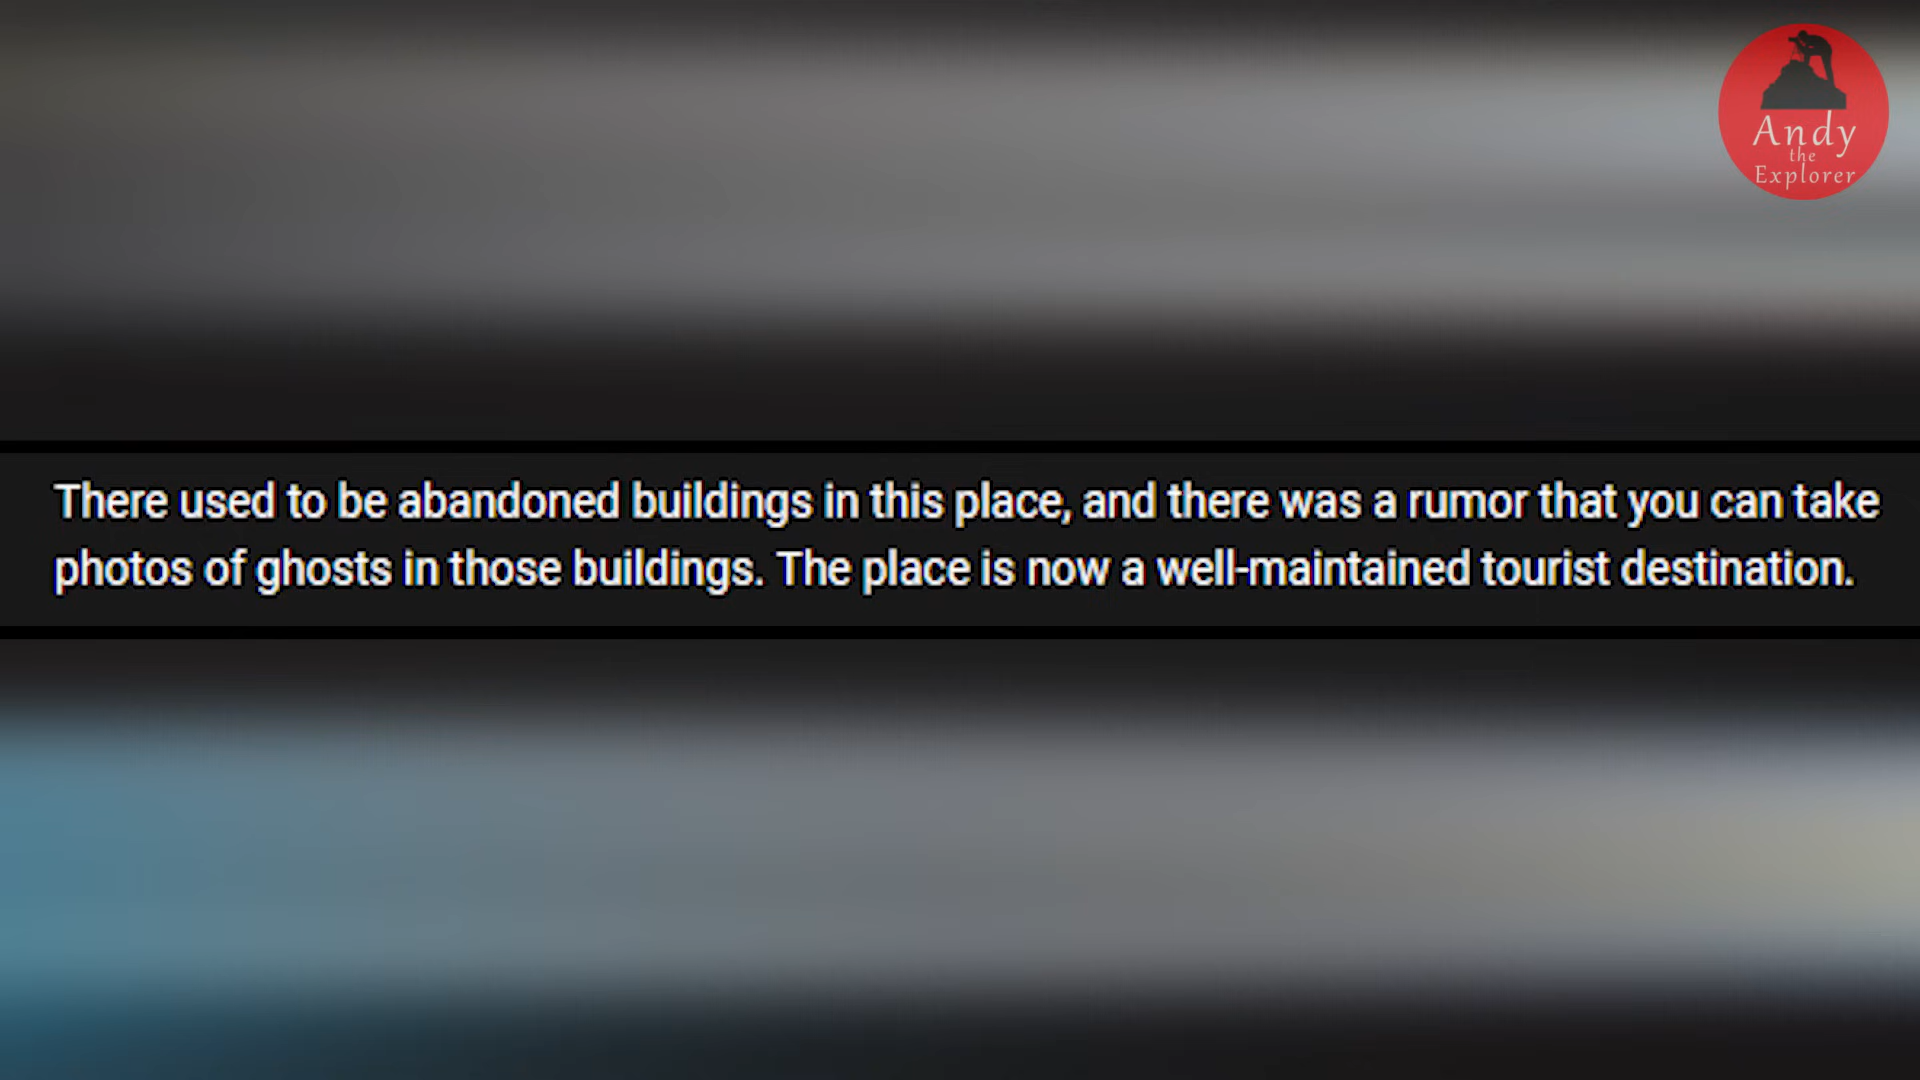 Andy
the
Explorer
There used to be abandoned buildings in this place, and there was a rumor that you can take
photos of ghosts in those buildings. The place is now a well-maintained tourist destination.